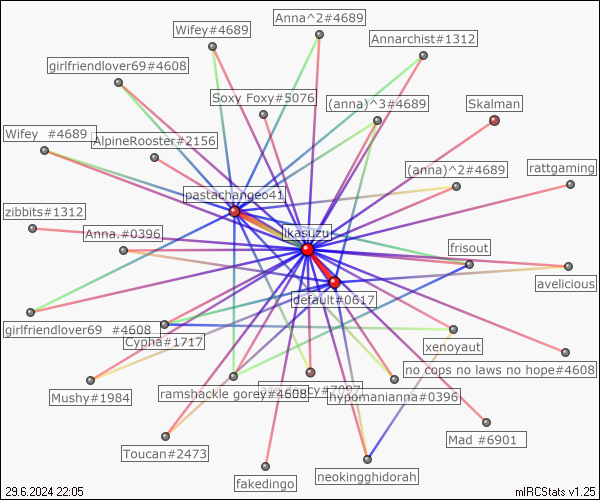 Anna^2#4689
Wifey#4689
Annarchist#1312
girlfriendlover69#4608
Soxy Foxy#5076
(anna)^3#4689
Skalman
Wifey  #4689
AlpineRooster#2156
(anna)^2#4689
rattgaming
pastachange641
zibbits#1312
ikasuzu
Anna.#0396
frisout
avelicious
default#0617
girlfriendlover69  #4608
Cypha#1717
xenoyaut
no cops no laws no hope#4608
Mushy#1984
ramshackle gorey#4608
#7097
hypomanianna#0396
Mad #6901
Toucan#2473
fakedingo
neokingghidorah
29.6.2024 22:05
mIRCStats v1.25